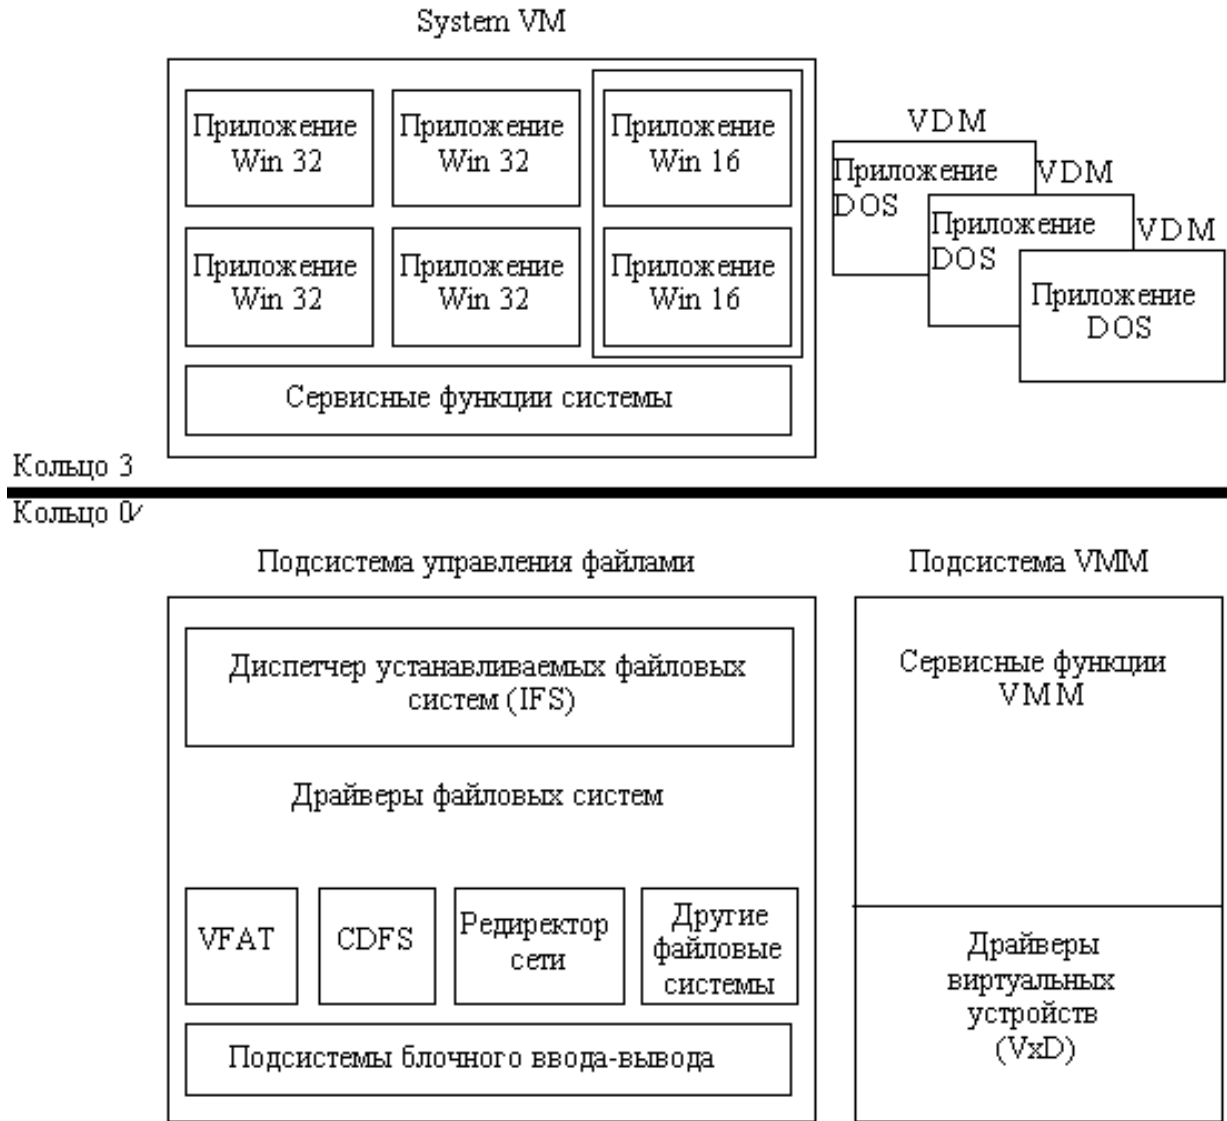 System VM
Приложение
Win 32
Приложение
Win 32
Приложение
Win 16
Приложение
Win 32
Приложение
Win 32
Приложение
Win 16
Сервисные функции системы
VDM
Приложение
DOS
VDM
Приложение
DOS
VDM
Приложение
DOS
Кольцо 3
Кольцо 0
Подсистема управления файлами
Диспетчер устанавливаемых файловых
систем (IFS)
Драйверы файловых систем
VFAT
CDFS
Редиректор
сети
Другие
файловые
системы
Подсистемы блочного ввода-вывода
Подсистема VMM
Сервисные функции
VMM
Драйверы
виртуальных
устройств
(VxD)